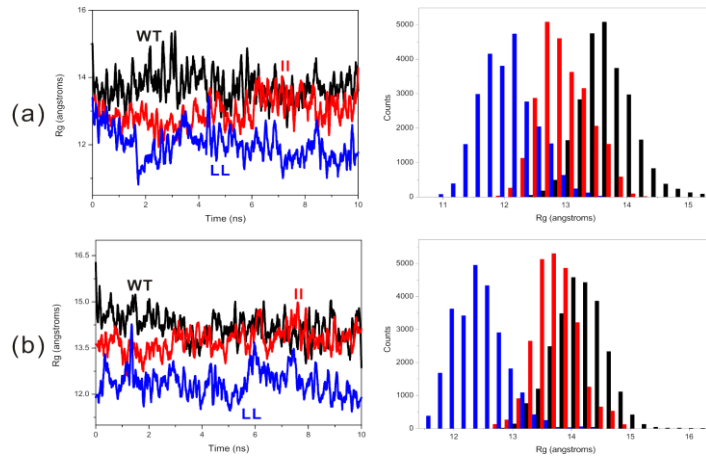 (a)
Rg (angstroms)
16
14
12
WT
II
LL
0 2 4 6 8 10
Time (ns)
Counts
5000
4000
3000
2000
1000
0
11 12 13 14 15
Rg (angstroms)
(b)
Rg (angstroms)
16.5
15.0
13.5
12.0
WT
II
LL
0 2 4 6 8 10
Time (ns)
Counts
5000
4000
3000
2000
1000
0
12 13 14 15 16
Rg (angstroms)